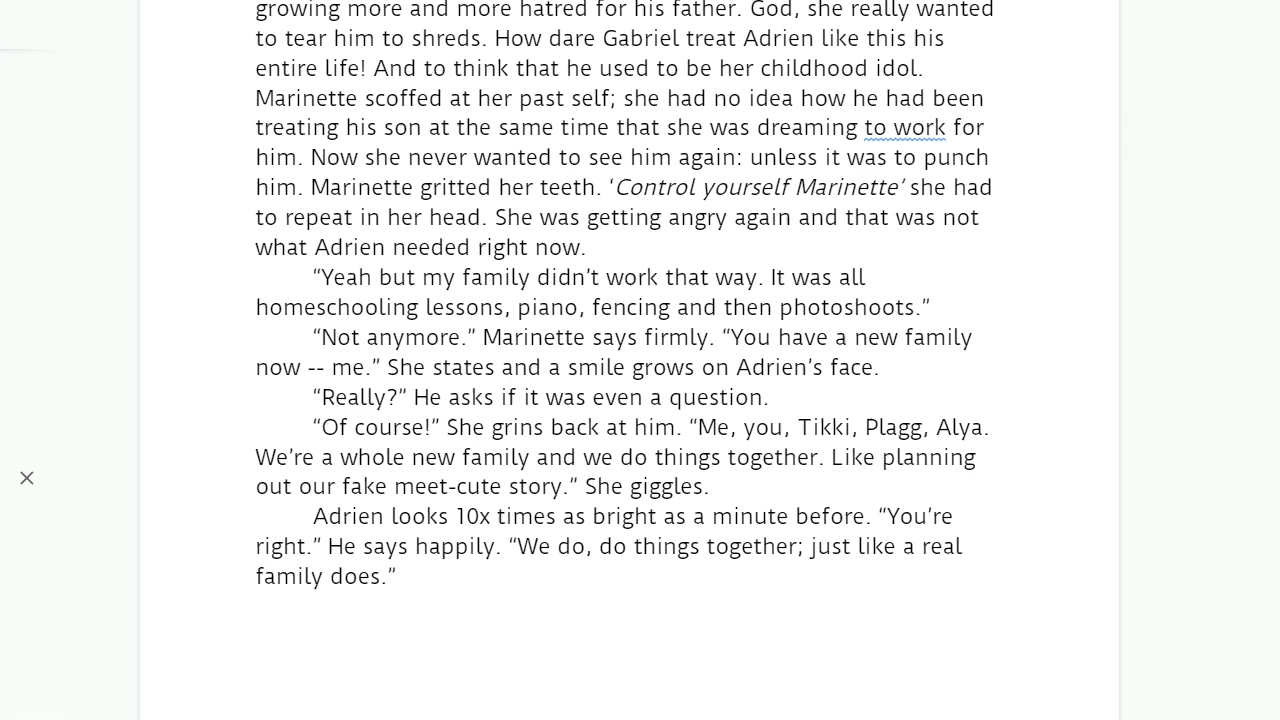 growing more and more hatred for his father. God, she really wanted
to tear him to shreds. How dare Gabriel treat Adrien like this his
entire life! And to think that he used to be her childhood idol.
Marinette scoffed at her past self; she had no idea how he had been
treating his son at the same time that she was dreaming to work for
him. Now she never wanted to see him again: unless it was to punch
him. Marinette gritted her teeth. ‘Control yourself Marinette’ she had
to repeat in her head. She was getting angry again and that was not
what Adrien needed right now.
“Yeah but my family didn’t work that way. It was all
homeschooling lessons, piano, fencing and then photoshoots.”
“Not anymore.” Marinette says firmly. “You have a new family
now -- me.” She states and a smile grows on Adrien’s face.
“Really?” He asks if it was even a question.
“Of course!” She grins back at him. “Me, you, Tikki, Plagg, Alya.
We’re a whole new family and we do things together. Like planning
out our fake meet-cute story.” She giggles.
Adrien looks 10x times as bright as a minute before. “You’re
right.” He says happily. “We do, do things together; just like a real
family does.”